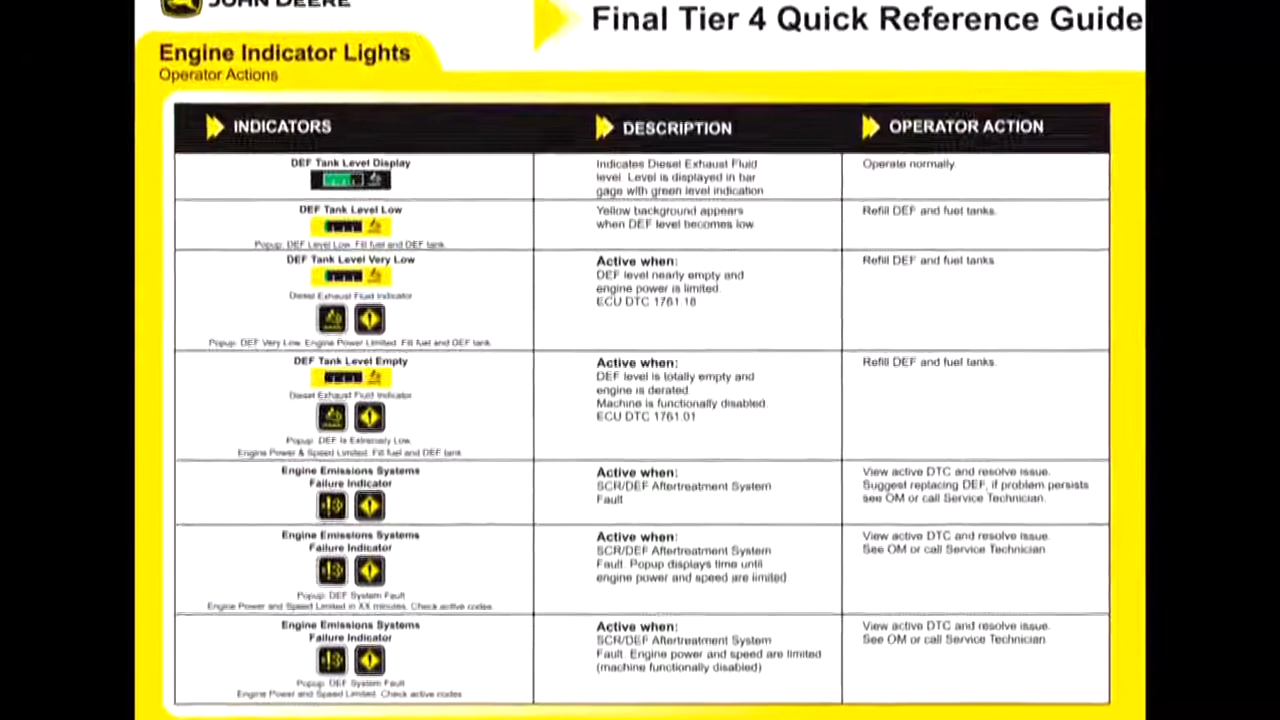 JOHN DEERE
Final Tier 4 Quick Reference Guide
Engine Indicator Lights
Operator Actions
INDICATORS
DESCRIPTION
OPERATOR ACTION
DEF Tank Level Display
Indicates Diesel Exhaust Fluid
level. Level is displayed in bar
gage with green level indication
Operate normally.
DEF Tank Level Low
Popup: DEF Level Low. Fill fuel and DEF tank.
Yellow background appears
when DEF level becomes low
Refill DEF and fuel tanks.
DEF Tank Level Very Low
Diesel Exhaust Fluid Indicator
Popup: DEF Very Low. Engine Power Limited. Fill fuel and DEF tank.
Active when:
DEF level nearly empty and
engine power is limited.
ECU DTC 1761.18
Refill DEF and fuel tanks.
DEF Tank Level Empty
Diesel Exhaust Fluid Indicator
Popup: DEF is Extremely Low.
Engine Power & Speed Limited. Fill fuel and DEF tank.
Active when:
DEF level is totally empty and
engine is derated.
Machine is functionally disabled.
ECU DTC 1761.01
Refill DEF and fuel tanks.
Engine Emissions Systems
Failure Indicator
Active when:
SCR/DEF Aftertreatment System
Fault
View active DTC and resolve issue.
Suggest replacing DEF, if problem persists
see OM or call Service Technician.
Engine Emissions Systems
Failure Indicator
Popup: DEF System Fault
Engine Power and Speed Limited in XX minutes. Check active codes.
Active when:
SCR/DEF Aftertreatment System
Fault. Popup displays time until
engine power and speed are limited
View active DTC and resolve issue.
See OM or call Service Technician
Engine Emissions Systems
Failure Indicator
Popup: DEF System Fault
Engine Power and Speed Limited. Check active codes
Active when:
SCR/DEF Aftertreatment System
Fault. Engine power and speed are limited
(machine functionally disabled)
View active DTC and resolve issue.
See OM or call Service Technician.